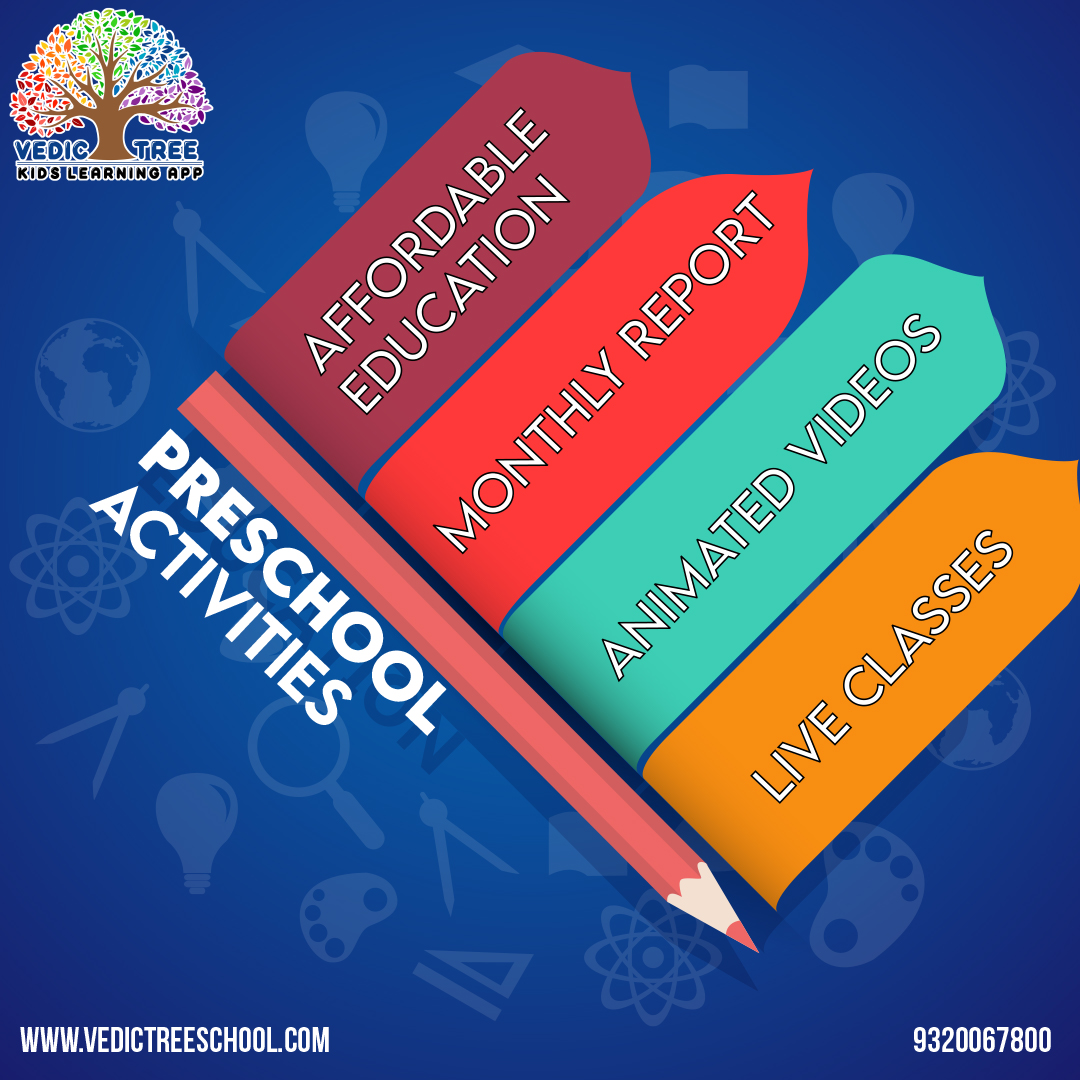 VEDIC TREE
KIDS LEARNING APP
AFFORDABLE
EDUCATION
MONTHLY REPORT
ANIMATED VIDEOS
LIVE CLASSES
PRESCHOOL
ACTIVITIES
WWW.VEDICTREESCHOOL.COM
9320067800